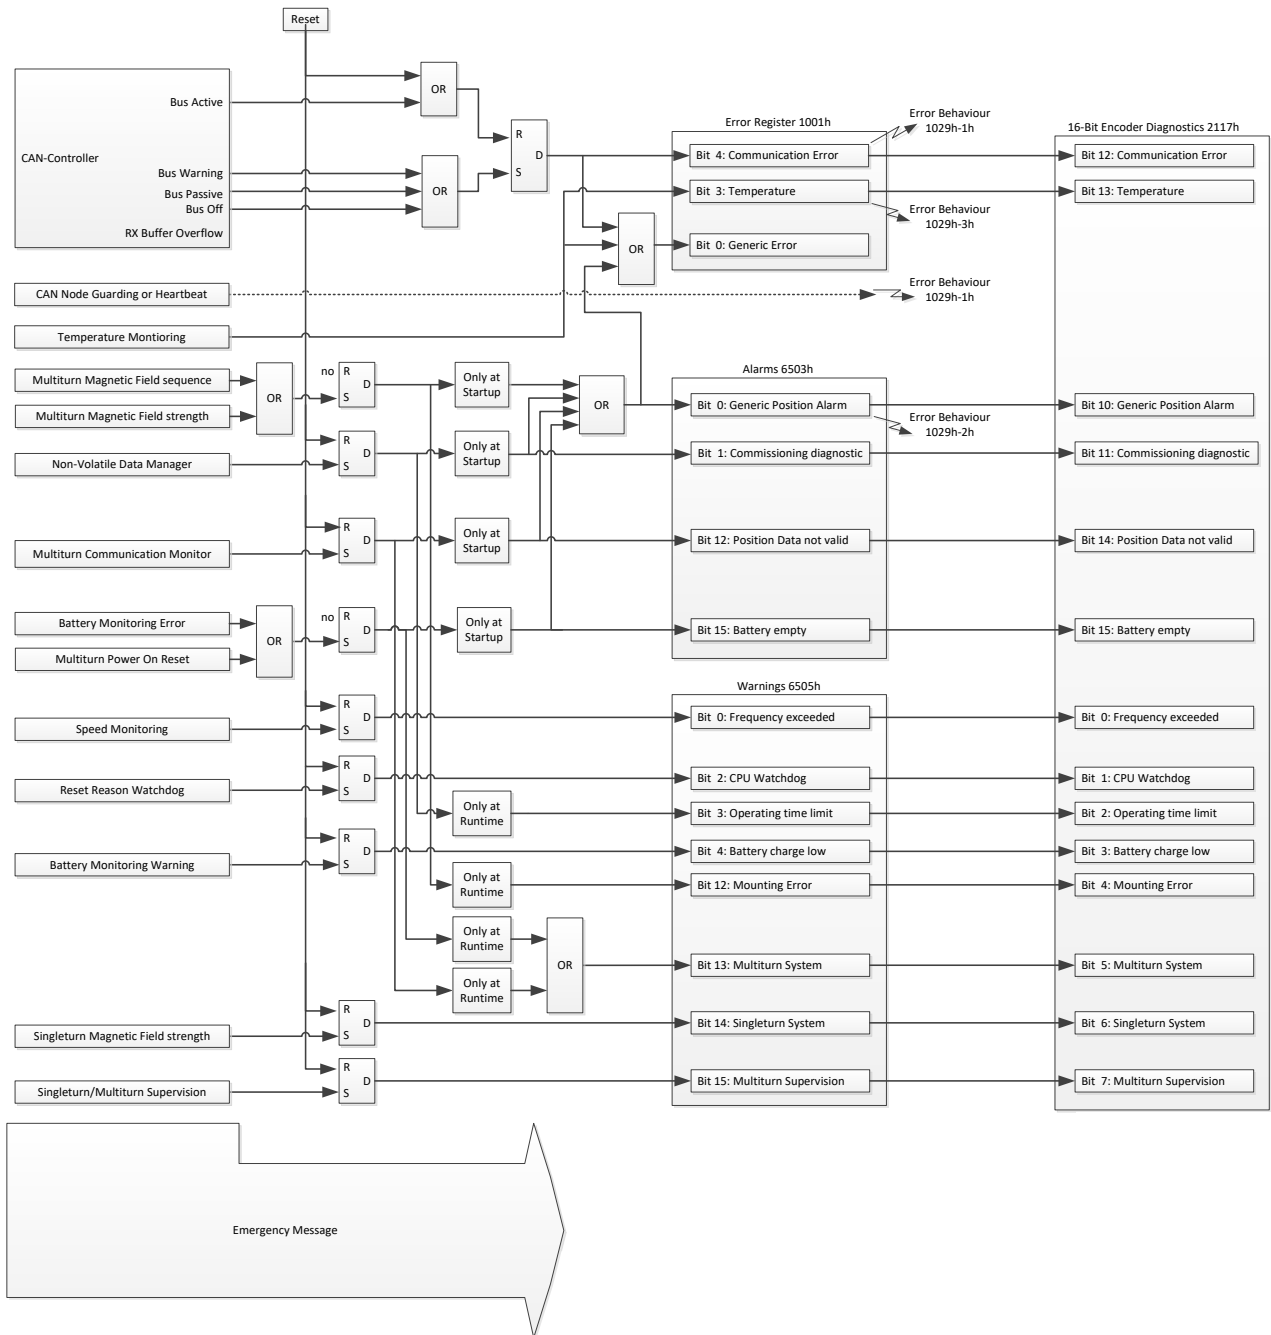 Reset
CAN-Controller
Bus Active
Bus Warning
Bus Passive
Bus Off
RX Buffer Overflow
OR
OR
R
D
S
Error Register 1001h
Bit 4: Communication Error
Bit 3: Temperature
Bit 0: Generic Error
OR
Error Behaviour
1029h-1h
Error Behaviour
1029h-3h
Error Behaviour
1029h-1h
16-Bit Encoder Diagnostics 2117h
Bit 12: Communication Error
Bit 13: Temperature
CAN Node Guarding or Heartbeat
Temperature Montioring
Multiturn Magnetic Field sequence
Multiturn Magnetic Field strength
OR
no
R
D
S
Only at
Startup
OR
Alarms 6503h
Bit 0: Generic Position Alarm
Error Behaviour
1029h-2h
Bit 10: Generic Position Alarm
Non-Volatile Data Manager
R
D
S
Only at
Startup
Bit 1: Commissioning diagnostic
Bit 11: Commissioning diagnostic
Multiturn Communication Monitor
R
D
S
Only at
Startup
Bit 12: Position Data not valid
Bit 14: Position Data not valid
Battery Monitoring Error
Multiturn Power On Reset
OR
no
R
D
S
Only at
Startup
Bit 15: Battery empty
Bit 15: Battery empty
Warnings 6505h
Speed Monitoring
R
D
S
Bit 0: Frequency exceeded
Bit 0: Frequency exceeded
Reset Reason Watchdog
R
D
S
Bit 2: CPU Watchdog
Bit 1: CPU Watchdog
Only at
Runtime
Bit 3: Operating time limit
Bit 2: Operating time limit
Battery Monitoring Warning
R
D
S
Bit 4: Battery charge low
Bit 3: Battery charge low
Only at
Runtime
Bit 12: Mounting Error
Bit 4: Mounting Error
Only at
Runtime
Only at
Runtime
OR
Bit 13: Multiturn System
Bit 5: Multiturn System
Singleturn Magnetic Field strength
R
D
S
Bit 14: Singleturn System
Bit 6: Singleturn System
Singleturn/Multiturn Supervision
R
D
S
Bit 15: Multiturn Supervision
Bit 7: Multiturn Supervision
Emergency Message